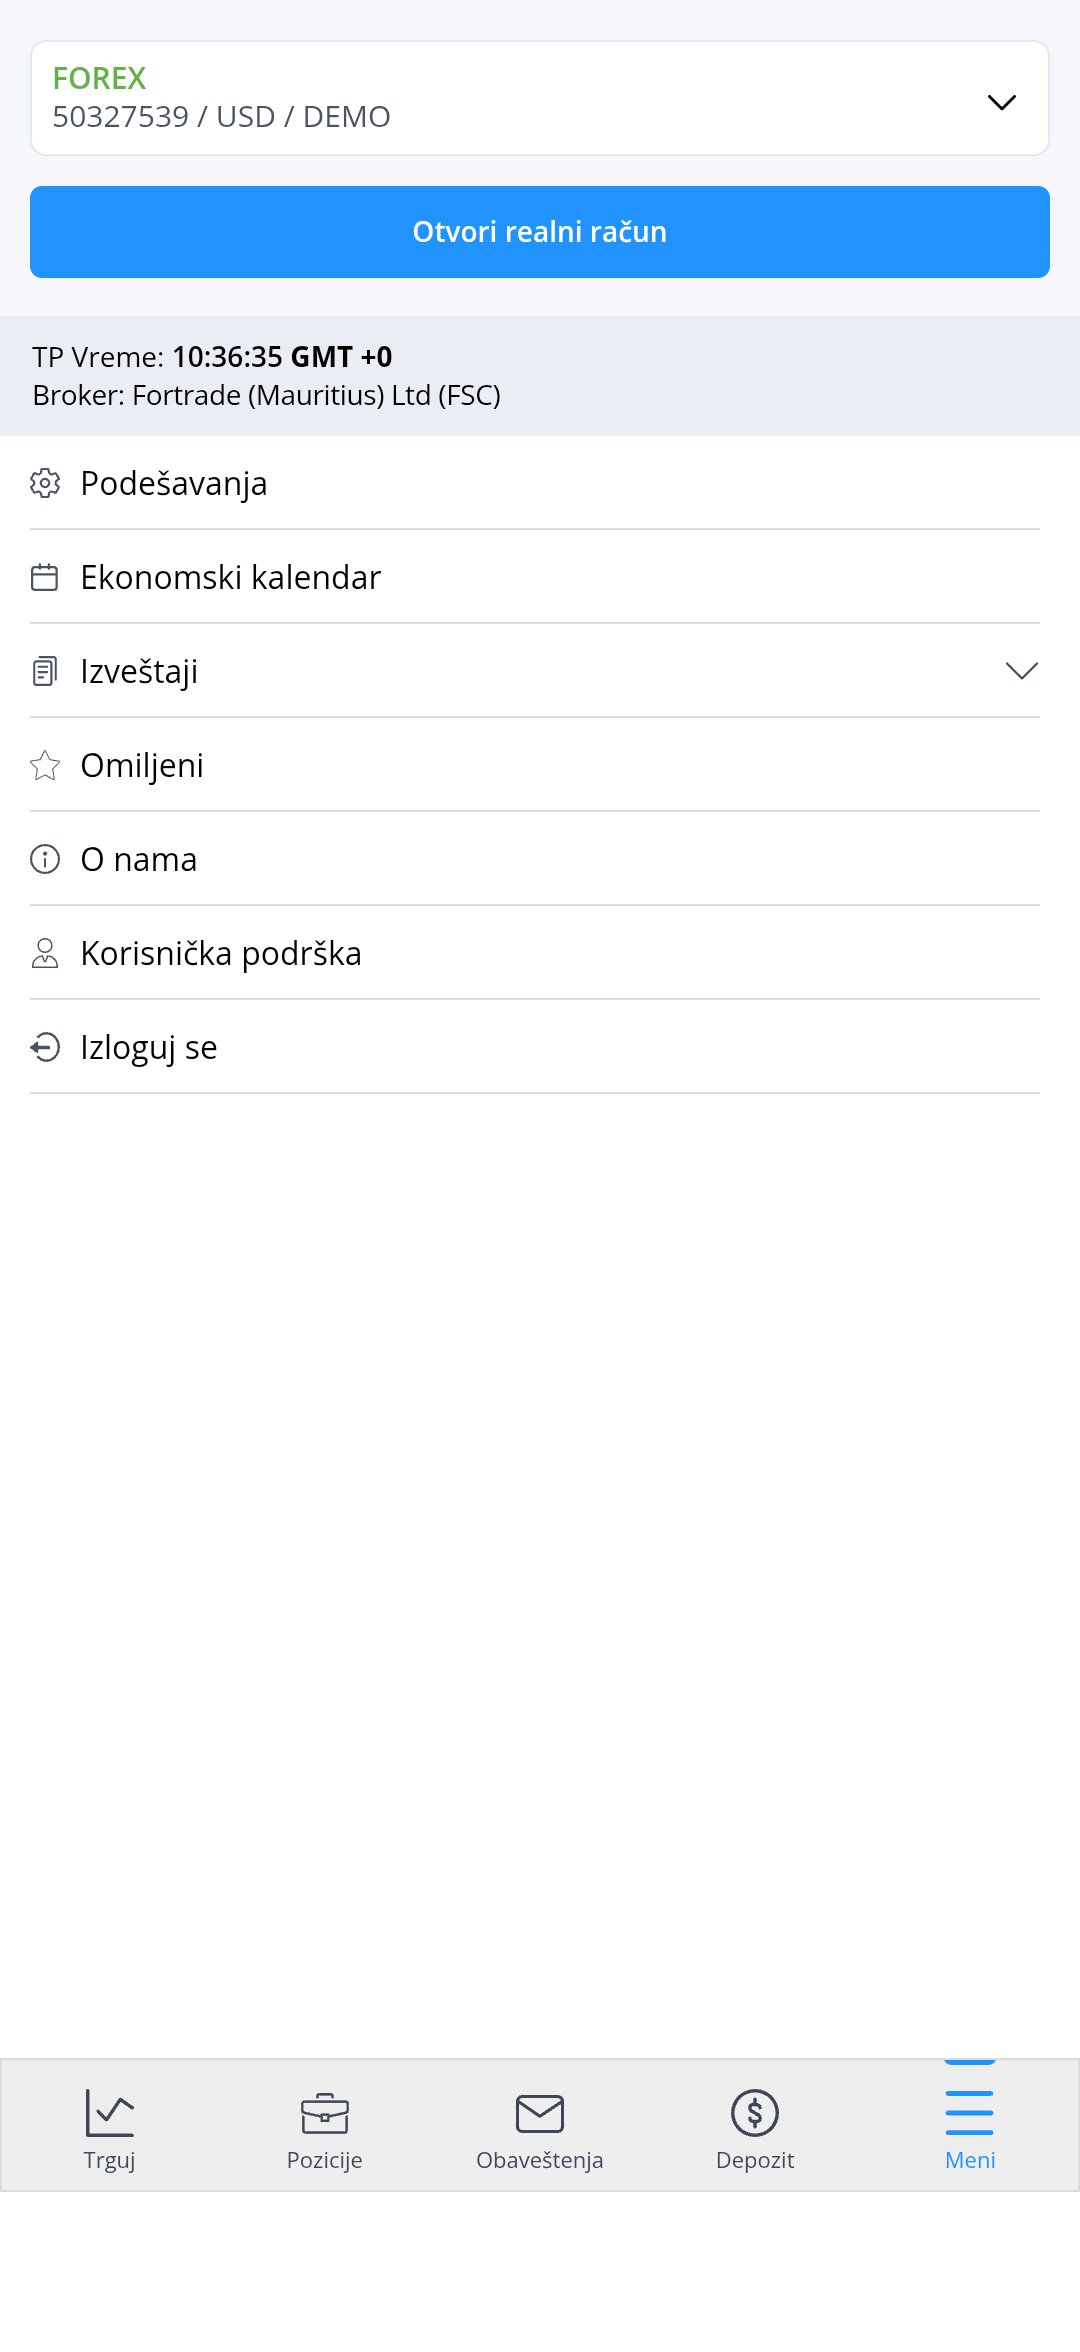 FOREX
50327539 / USD / DEMO
Otvori realni račun
TP Vreme: 10:36:35 GMT +0
Broker: Fortrade (Mauritius) Ltd (FSC)
Podešavanja
Ekonomski kalendar
Izveštaji
Omiljeni
O nama
Korisnička podrška
Izloguj se
Trguj
Pozicije
Obaveštenja
Depozit
Meni